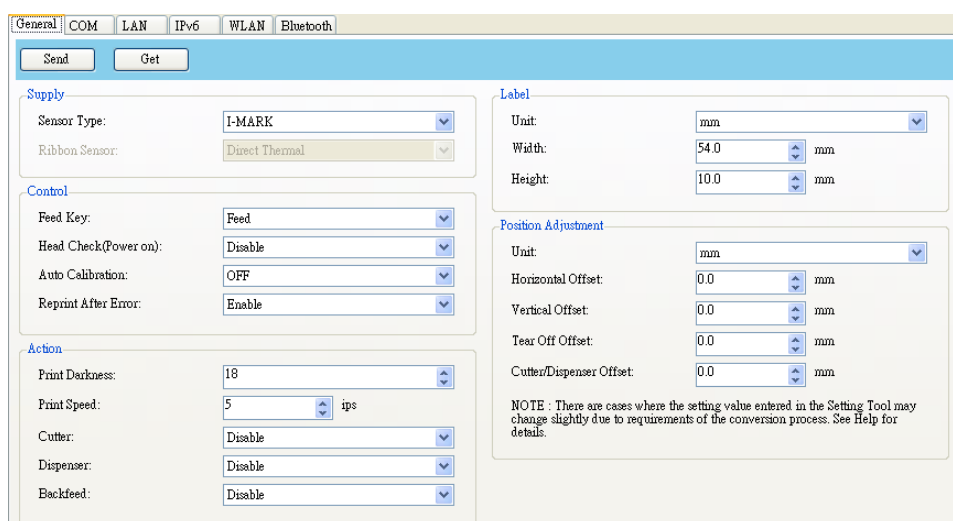 General COM LAN IPv6 WLAN Bluetooth
Send Get
Supply
Sensor Type: I-MARK
Ribbon Sensor: Direct Thermal
Control
Feed Key: Feed
Head Check(Power on): Disable
Auto Calibration: OFF
Reprint After Error: Enable
Action
Print Darkness: 18
Print Speed: 5 ips
Cutter: Disable
Dispenser: Disable
Backfeed: Disable
Label
Unit: mm
Width: 54.0 mm
Height: 10.0 mm
Position Adjustment
Unit: mm
Horizontal Offset: 0.0 mm
Vertical Offset: 0.0 mm
Tear Off Offset: 0.0 mm
Cutter/Dispenser Offset: 0.0 mm
NOTE : There are cases where the setting value entered in the Setting Tool may
change slightly due to requirements of the conversion process. See Help for
details.